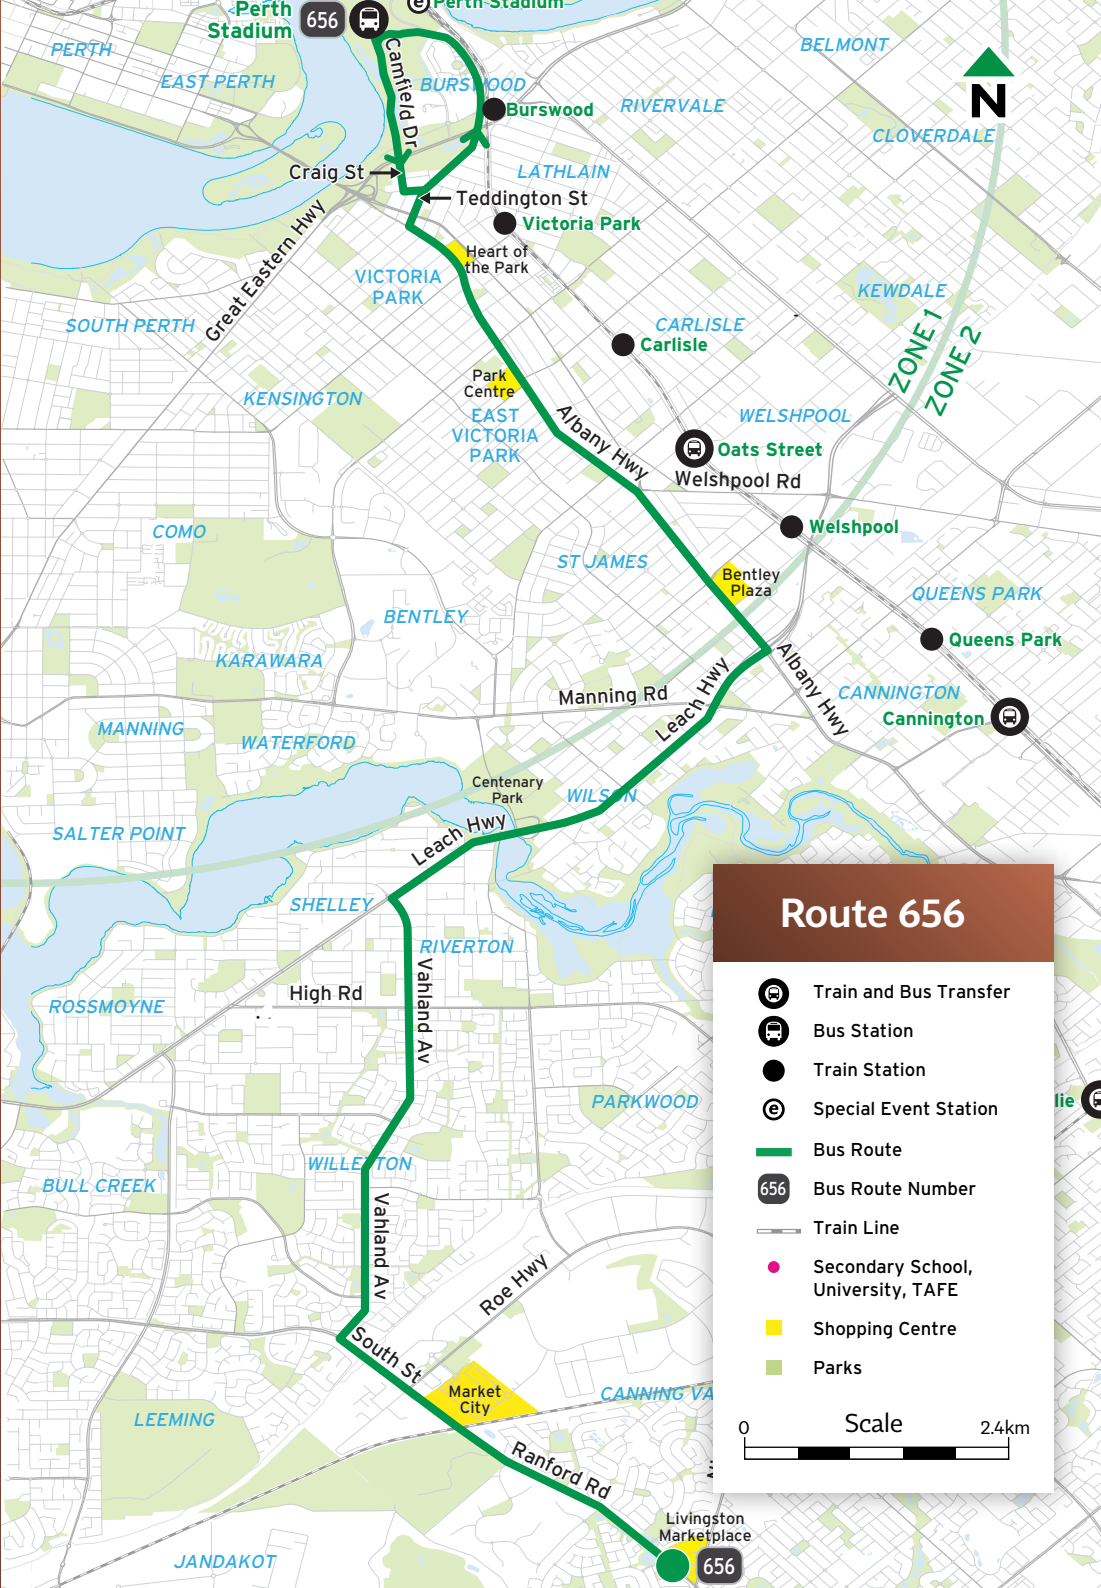 Perth
Stadium
656
e
Perth Stadium
PERTH
EAST PERTH
BELMONT
N
Camfield Dr
BURSWOOD
Burswood
RIVERVALE
CLOVERDALE
Craig St
LATHLAIN
Teddington St
Victoria Park
Great Eastern Hwy
Heart of
the Park
VICTORIA
PARK
KEWDALE
SOUTH PERTH
CARLISLE
Carlisle
ZONE 1
ZONE 2
Park
Centre
KENSINGTON
EAST
VICTORIA
PARK
Albany Hwy
WELSHPOOL
Oats Street
Welshpool Rd
Welshpool
COMO
ST JAMES
Bentley
Plaza
QUEENS PARK
BENTLEY
Queens Park
KARAWARA
Manning Rd
Leach Hwy
Albany Hwy
CANNINGTON
Cannington
MANNING
WATERFORD
Centenary
Park
WILSON
SALTER POINT
Leach Hwy
SHELLEY
RIVERTON
Vahland Av
ROSSMOYNE
High Rd
PARKWOOD
WILLETTON
BULL CREEK
Vahland Av
Roe Hwy
South St
Market
City
CANNING VA
LEEMING
Ranford Rd
Livingston
Marketplace
656
JANDAKOT
lie
Route 656
Train and Bus Transfer
Bus Station
Train Station
e
Special Event Station
Bus Route
656
Bus Route Number
Train Line
Secondary School,
University, TAFE
Shopping Centre
Parks
0
Scale
2.4km